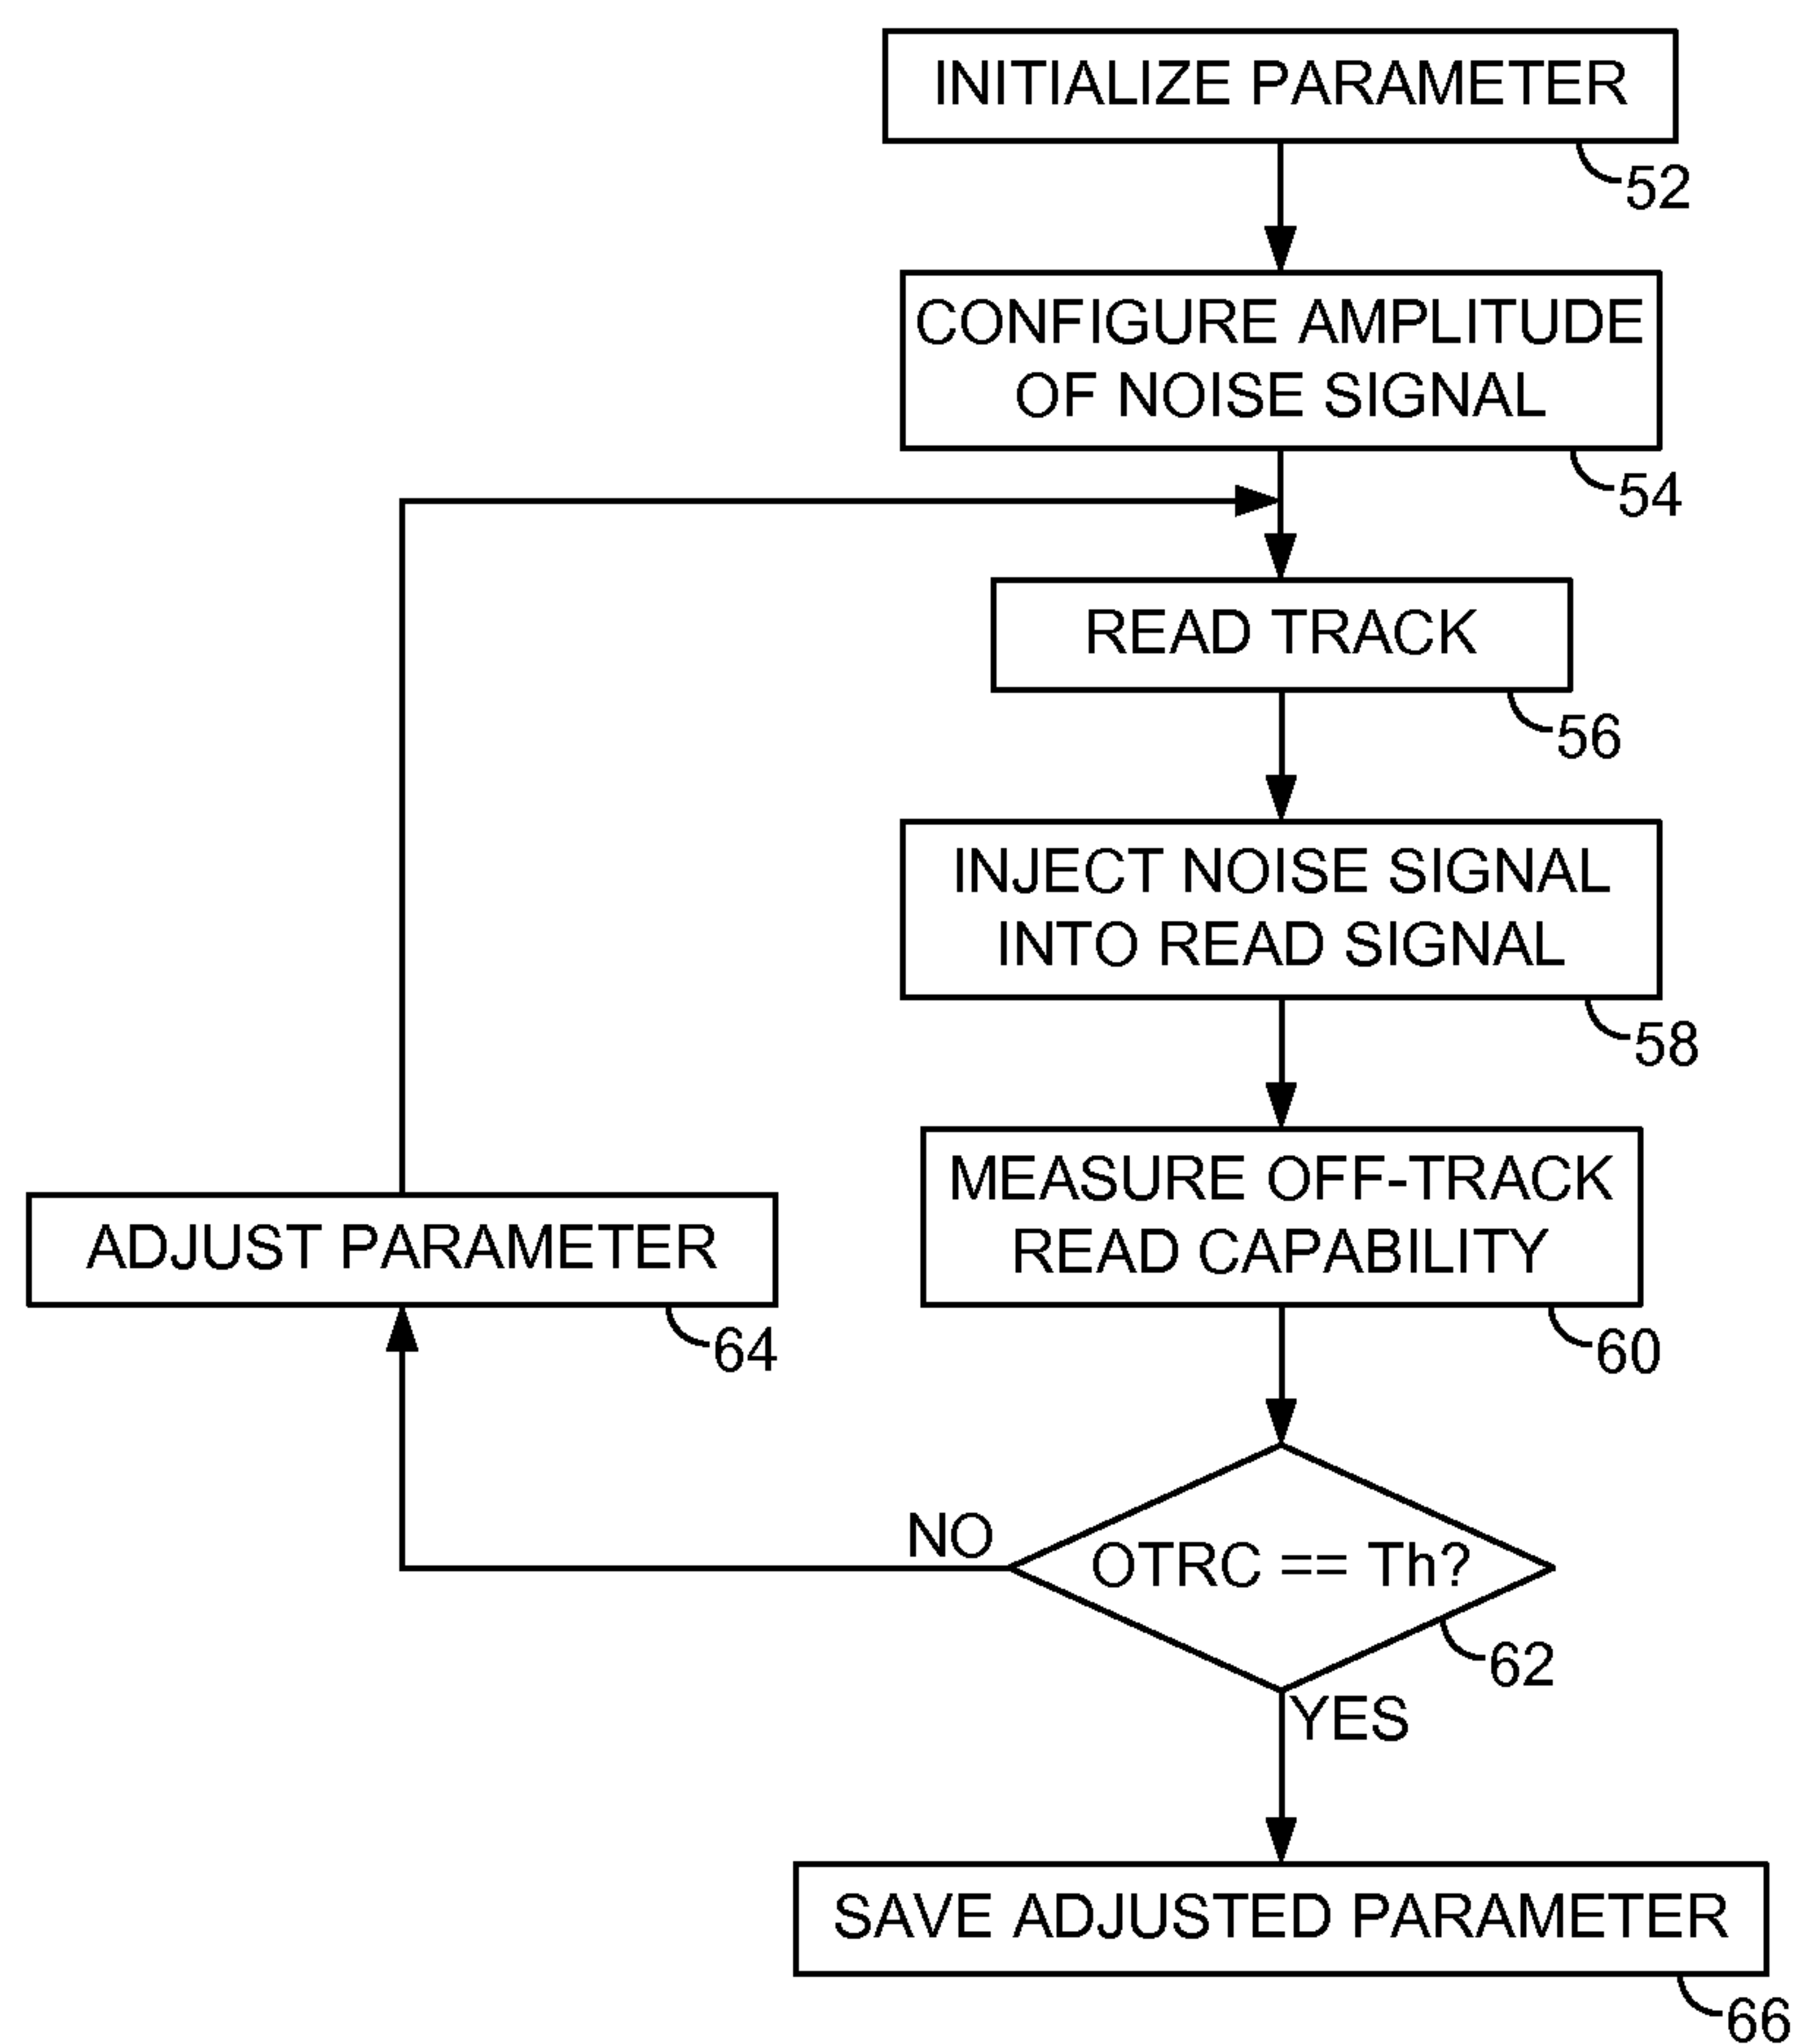 INITIALIZE PARAMETER
52
CONFIGURE AMPLITUDE
OF NOISE SIGNAL
54
READ TRACK
56
INJECT NOISE SIGNAL
INTO READ SIGNAL
58
MEASURE OFF-TRACK
READ CAPABILITY
60
ADJUST PARAMETER
64
NO
OTRC == Th?
62
YES
SAVE ADJUSTED PARAMETER
66